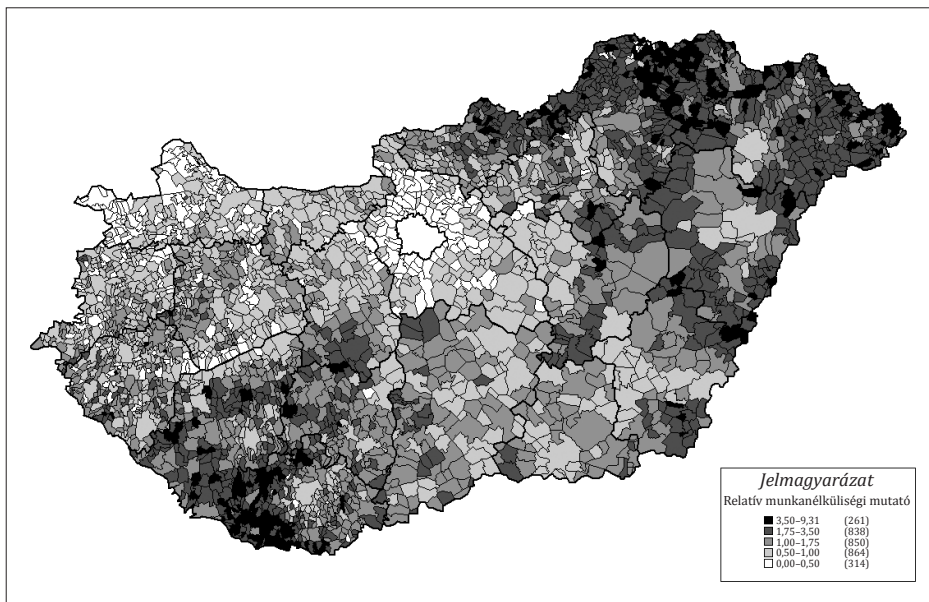 Jelmagyarázat
Relatív munkanélküliségi mutató
3,50–9,31 (261)
1,75–3,50 (838)
1,00–1,75 (850)
0,50–1,00 (864)
0,00–0,50 (314)